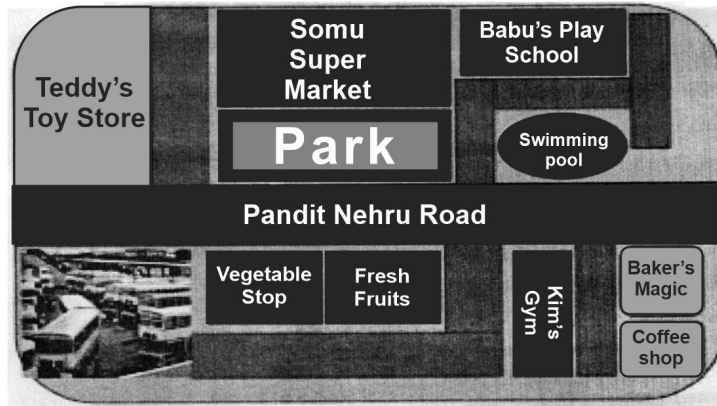 Somu
Super
Market
Babu's Play
School
Teddy's
Toy Store
Park
Swimming
pool
Pandit Nehru Road
Vegetable
Stop
Fresh
Fruits
Kim's
Gym
Baker's
Magic
Coffee
shop